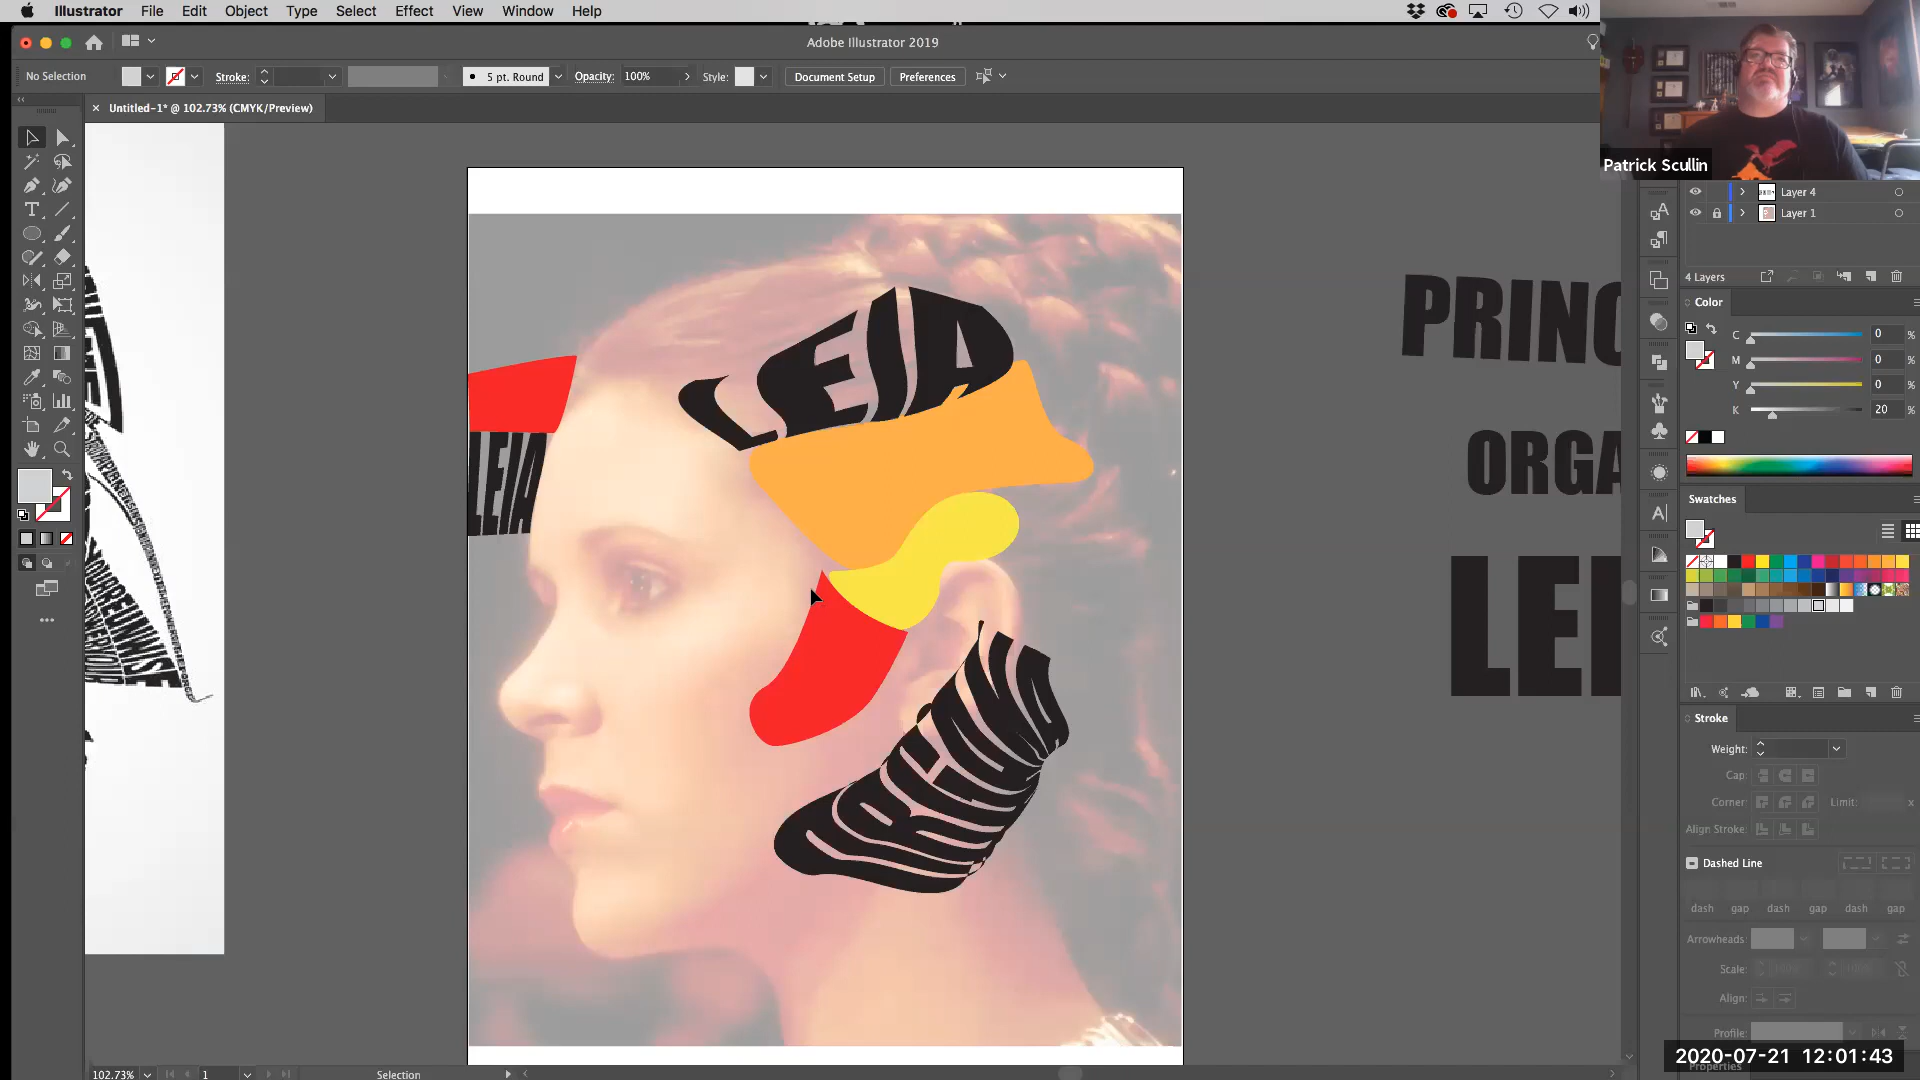 Illustrator File Edit Object Type Select Effect View Window Help
Adobe Illustrator 2019
No Selection Stroke: 5 pt. Round Opacity: 100% Style: Document Setup Preferences
Untitled-1* @ 102.73% (CMYK/Preview)
Patrick Scullin
Layer 4
Layer 1
4 Layers
Color
C 0 %
M 0 %
Y 0 %
K 20 %
Swatches
Stroke
Weight:
Cap:
Corner: Limit: x
Align Stroke:
Dashed Line
dash gap dash gap dash gap
Arrowheads:
Scale: 100% 100%
Align:
Profile:
Properties
LEIA
LEIA
ORGANA
PRINC
ORGA
LEI
102.73% 1 Selection
2020-07-21 12:01:43